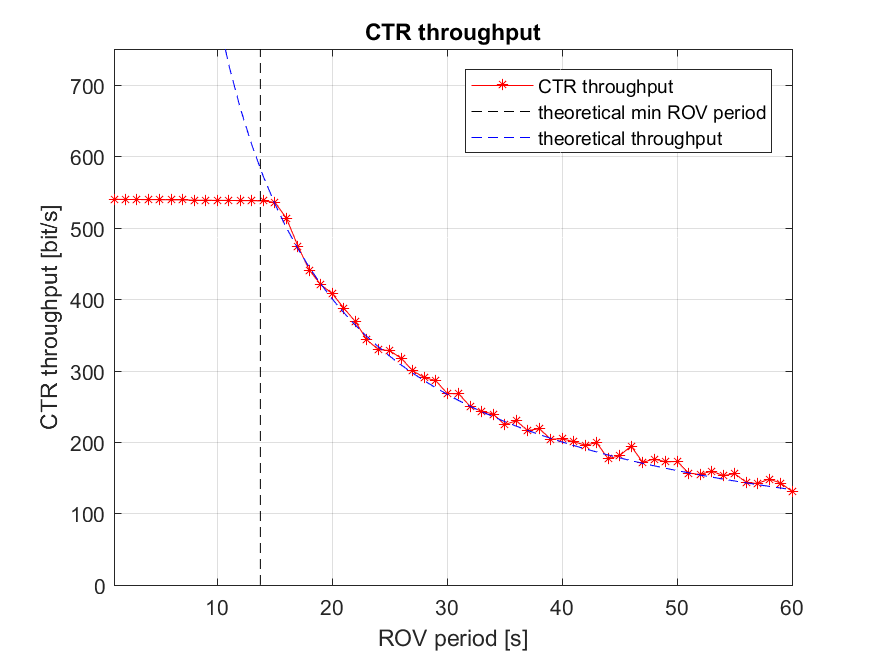 CTR throughput
CTR throughput
theoretical min ROV period
theoretical throughput
CTR throughput [bit/s]
700
600
500
400
300
200
100
0
10 20 30 40 50 60
ROV period [s]